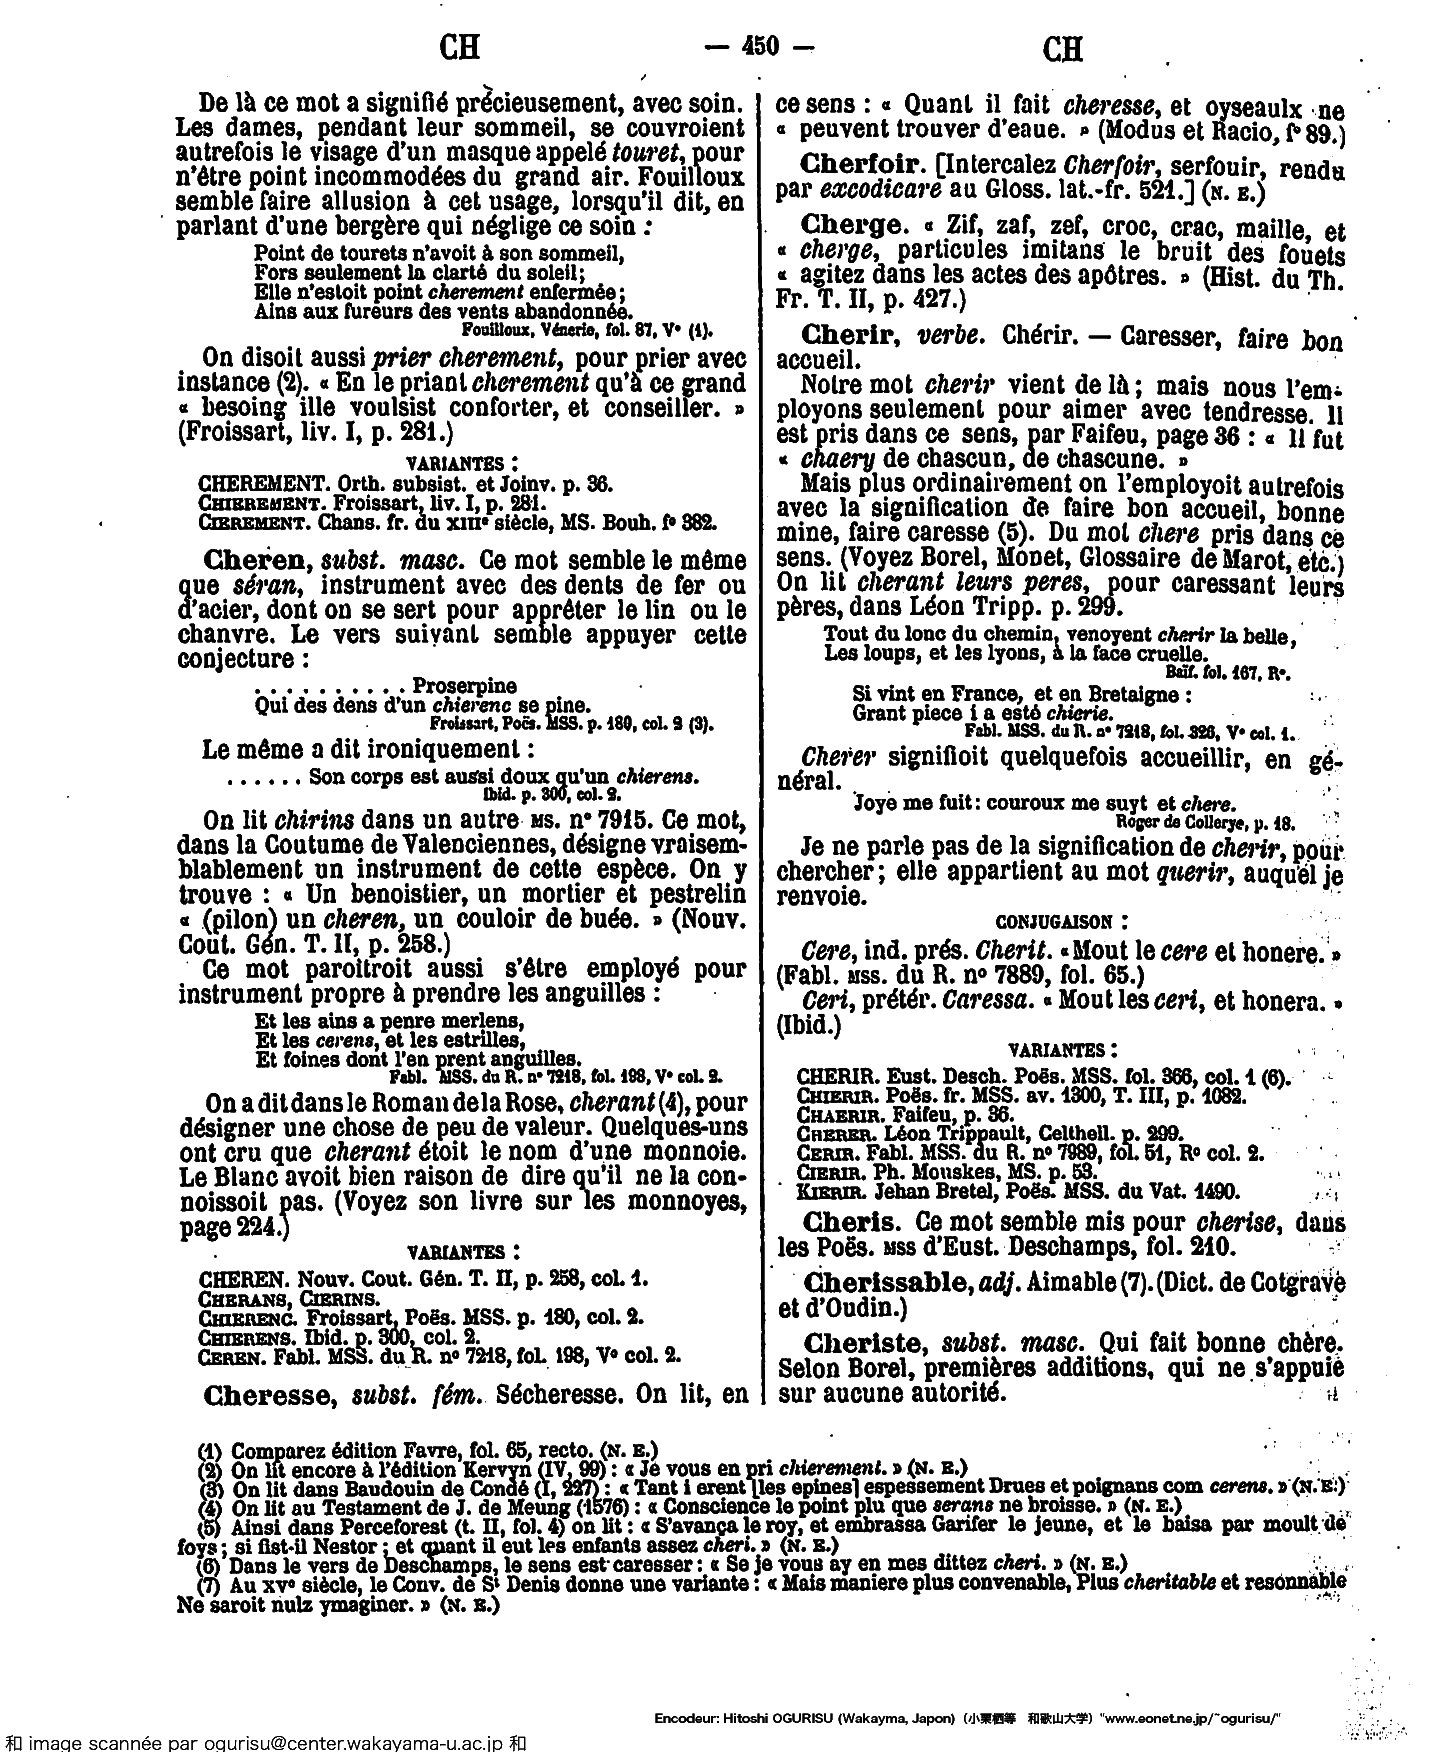 CH — 450 — CH
De là ce mot a signifié précieusement, avec soin.
Les dames, pendant leur sommeil, se couvroient
autrefois le visage d'un masque appelé touret, pour
n'être point incommodées du grand air. Fouilloux
semble faire allusion à cet usage, lorsqu'il dit, en
parlant d'une bergère qui néglige ce soin :
Point de tourets n'avoit à son sommeil,
Fors seulement la clarté du soleil;
Elle n'estoit point cherement enfermée;
Ains aux fureurs des vents abandonnée.
Fouilloux, Vénerie, fol. 87, Vº (1).
On disoit aussi prier cherement, pour prier avec
instance (2). « En le priant cherement qu'à ce grand
« besoing ille voulsist conforter, et conseiller. »
(Froissart, liv. I, p. 281.)
VARIANTES :
CHEREMENT. Orth. subsist. et Joinv. p. 36.
CHIEREMENT. Froissart, liv. I, p. 281.
CIEREMENT. Chans. fr. du XIIIe siècle, MS. Bouh. fº 382.
Cheren, subst. masc. Ce mot semble le même
que séran, instrument avec des dents de fer ou
d'acier, dont on se sert pour apprêter le lin ou le
chanvre. Le vers suivant semble appuyer cette
conjecture :
. . . . . . . . . . Proserpine
Qui des dens d'un chierenc se pine.
Froissart, Poës. MSS. p. 180, col. 2 (3).
Le même a dit ironiquement :
. . . . . . Son corps est aussi doux qu'un chierens.
Ibid. p. 300, col. 2.
On lit chirins dans un autre MS. nº 7915. Ce mot,
dans la Coutume de Valenciennes, désigne vraisem-
blablement un instrument de cette espèce. On y
trouve : « Un benoistier, un mortier et pestrelin
« (pilon) un cheren, un couloir de buée. » (Nouv.
Cout. Gén. T. II, p. 258.)
Ce mot paroitroit aussi s'être employé pour
instrument propre à prendre les anguilles :
Et les ains a penre merlens,
Et les cerens, et les estrilles,
Et foines dont l'en prent anguilles.
Fabl. MSS. du R. nº 7218, fol. 198, Vº col. 2.
On a dit dans le Roman de la Rose, cherant (4), pour
désigner une chose de peu de valeur. Quelques-uns
ont cru que cherant étoit le nom d'une monnoie.
Le Blanc avoit bien raison de dire qu'il ne la con-
noissoit pas. (Voyez son livre sur les monnoyes,
page 224.)
VARIANTES :
CHEREN. Nouv. Cout. Gén. T. II, p. 258, col. 1.
CHERANS, CIERINS.
CHIERENC. Froissart, Poës. MSS. p. 180, col. 2.
CHIERENS. Ibid. p. 300, col. 2.
CEREN. Fabl. MSS. du R. nº 7218, fol. 198, Vº col. 2.
Cheresse, subst. fém. Sécheresse. On lit, en
ce sens : « Quant il fait cheresse, et oyseaulx ne
« peuvent trouver d'eaue. » (Modus et Racio, fº 89.)
Cherfoir. [Intercalez Cherfoir, serfouir, rendu
par excodicare au Gloss. lat.-fr. 521.] (N. E.)
Cherge. « Zif, zaf, zef, croc, crac, maille, et
« cherge, particules imitans le bruit des fouets
« agitez dans les actes des apôtres. » (Hist. du Th.
Fr. T. II, p. 427.)
Cherir, verbe. Chérir. — Caresser, faire bon
accueil.
Notre mot cherir vient de là ; mais nous l'em-
ployons seulement pour aimer avec tendresse. Il
est pris dans ce sens, par Faifeu, page 36 : « Il fut
« chaery de chascun, de chascune. »
Mais plus ordinairement on l'employoit autrefois
avec la signification de faire bon accueil, bonne
mine, faire caresse (5). Du mot chere pris dans ce
sens. (Voyez Borel, Monet, Glossaire de Marot, etc.)
On lit cherant leurs peres, pour caressant leurs
pères, dans Léon Tripp. p. 299.
Tout du lonc du chemin, venoyent cherir la belle,
Les loups, et les lyons, à la face cruelle.
Baïf. fol. 167, Rº.
Si vint en France, et en Bretaigne :
Grant piece i a esté chierie.
Fabl. MSS. du R. nº 7218, fol. 326, Vº col. 1.
Cherer signifioit quelquefois accueillir, en gé-
néral.
Joye me fuit : couroux me suyt et chere.
Roger de Collerye, p. 18.
Je ne parle pas de la signification de cherir, pour
chercher ; elle appartient au mot querir, auquel je
renvoie.
CONJUGAISON :
Cere, ind. prés. Cherit. « Mout le cere et honere. »
(Fabl. MSS. du R. nº 7889, fol. 65.)
Ceri, prétér. Caressa. « Mout les ceri, et honera. »
(Ibid.)
VARIANTES :
CHERIR. Eust. Desch. Poës. MSS. fol. 366, col. 1 (6).
CHIERIR. Poës. fr. MSS. av. 1300, T. III, p. 1082.
CHAERIR. Faifeu, p. 36.
CHERER. Léon Trippault, Celthell. p. 299.
CERIR. Fabl. MSS. du R. nº 7989, fol. 51, Rº col. 2.
CIERIR. Ph. Mouskes, MS. p. 53.
KIERIR. Jehan Bretel, Poës. MSS. du Vat. 1490.
Cheris. Ce mot semble mis pour cherise, dans
les Poës. MSS d'Eust. Deschamps, fol. 210.
Cherissable, adj. Aimable (7). (Dict. de Cotgrave
et d'Oudin.)
Cheriste, subst. masc. Qui fait bonne chère.
Selon Borel, premières additions, qui ne s'appuie
sur aucune autorité.
(1) Comparez édition Favre, fol. 65, recto. (N. E.)
(2) On lit encore à l'édition Kervyn (IV, 99) : « Je vous en pri chierement. » (N. E.)
(3) On lit dans Baudouin de Condé (I, 227) : « Tant i erent [les epines] espessement Drues et poignans com cerens. » (N. E.)
(4) On lit au Testament de J. de Meung (1576) : « Conscience le point plu que serans ne broisse. » (N. E.)
(5) Ainsi dans Perceforest (t. II, fol. 4) on lit : « S'avança le roy, et embrassa Garifer le jeune, et le baisa par moult de
foys ; si fist-il Nestor ; et quant il eut les enfants assez cheri. » (N. E.)
(6) Dans le vers de Deschamps, le sens est caresser : « Se je vous ay en mes dittez cheri. » (N. E.)
(7) Au XVe siècle, le Conv. de St Denis donne une variante : « Mais maniere plus convenable, Plus cheritable et resonnable
Ne saroit nulz ymaginer. » (N. E.)
Encodeur: Hitoshi OGURISU (Wakayma, Japon) (小栗栖等 和歌山大学) "www.eonet.ne.jp/~ogurisu/"
和 image scannée par ogurisu@center.wakayama-u.ac.jp 和